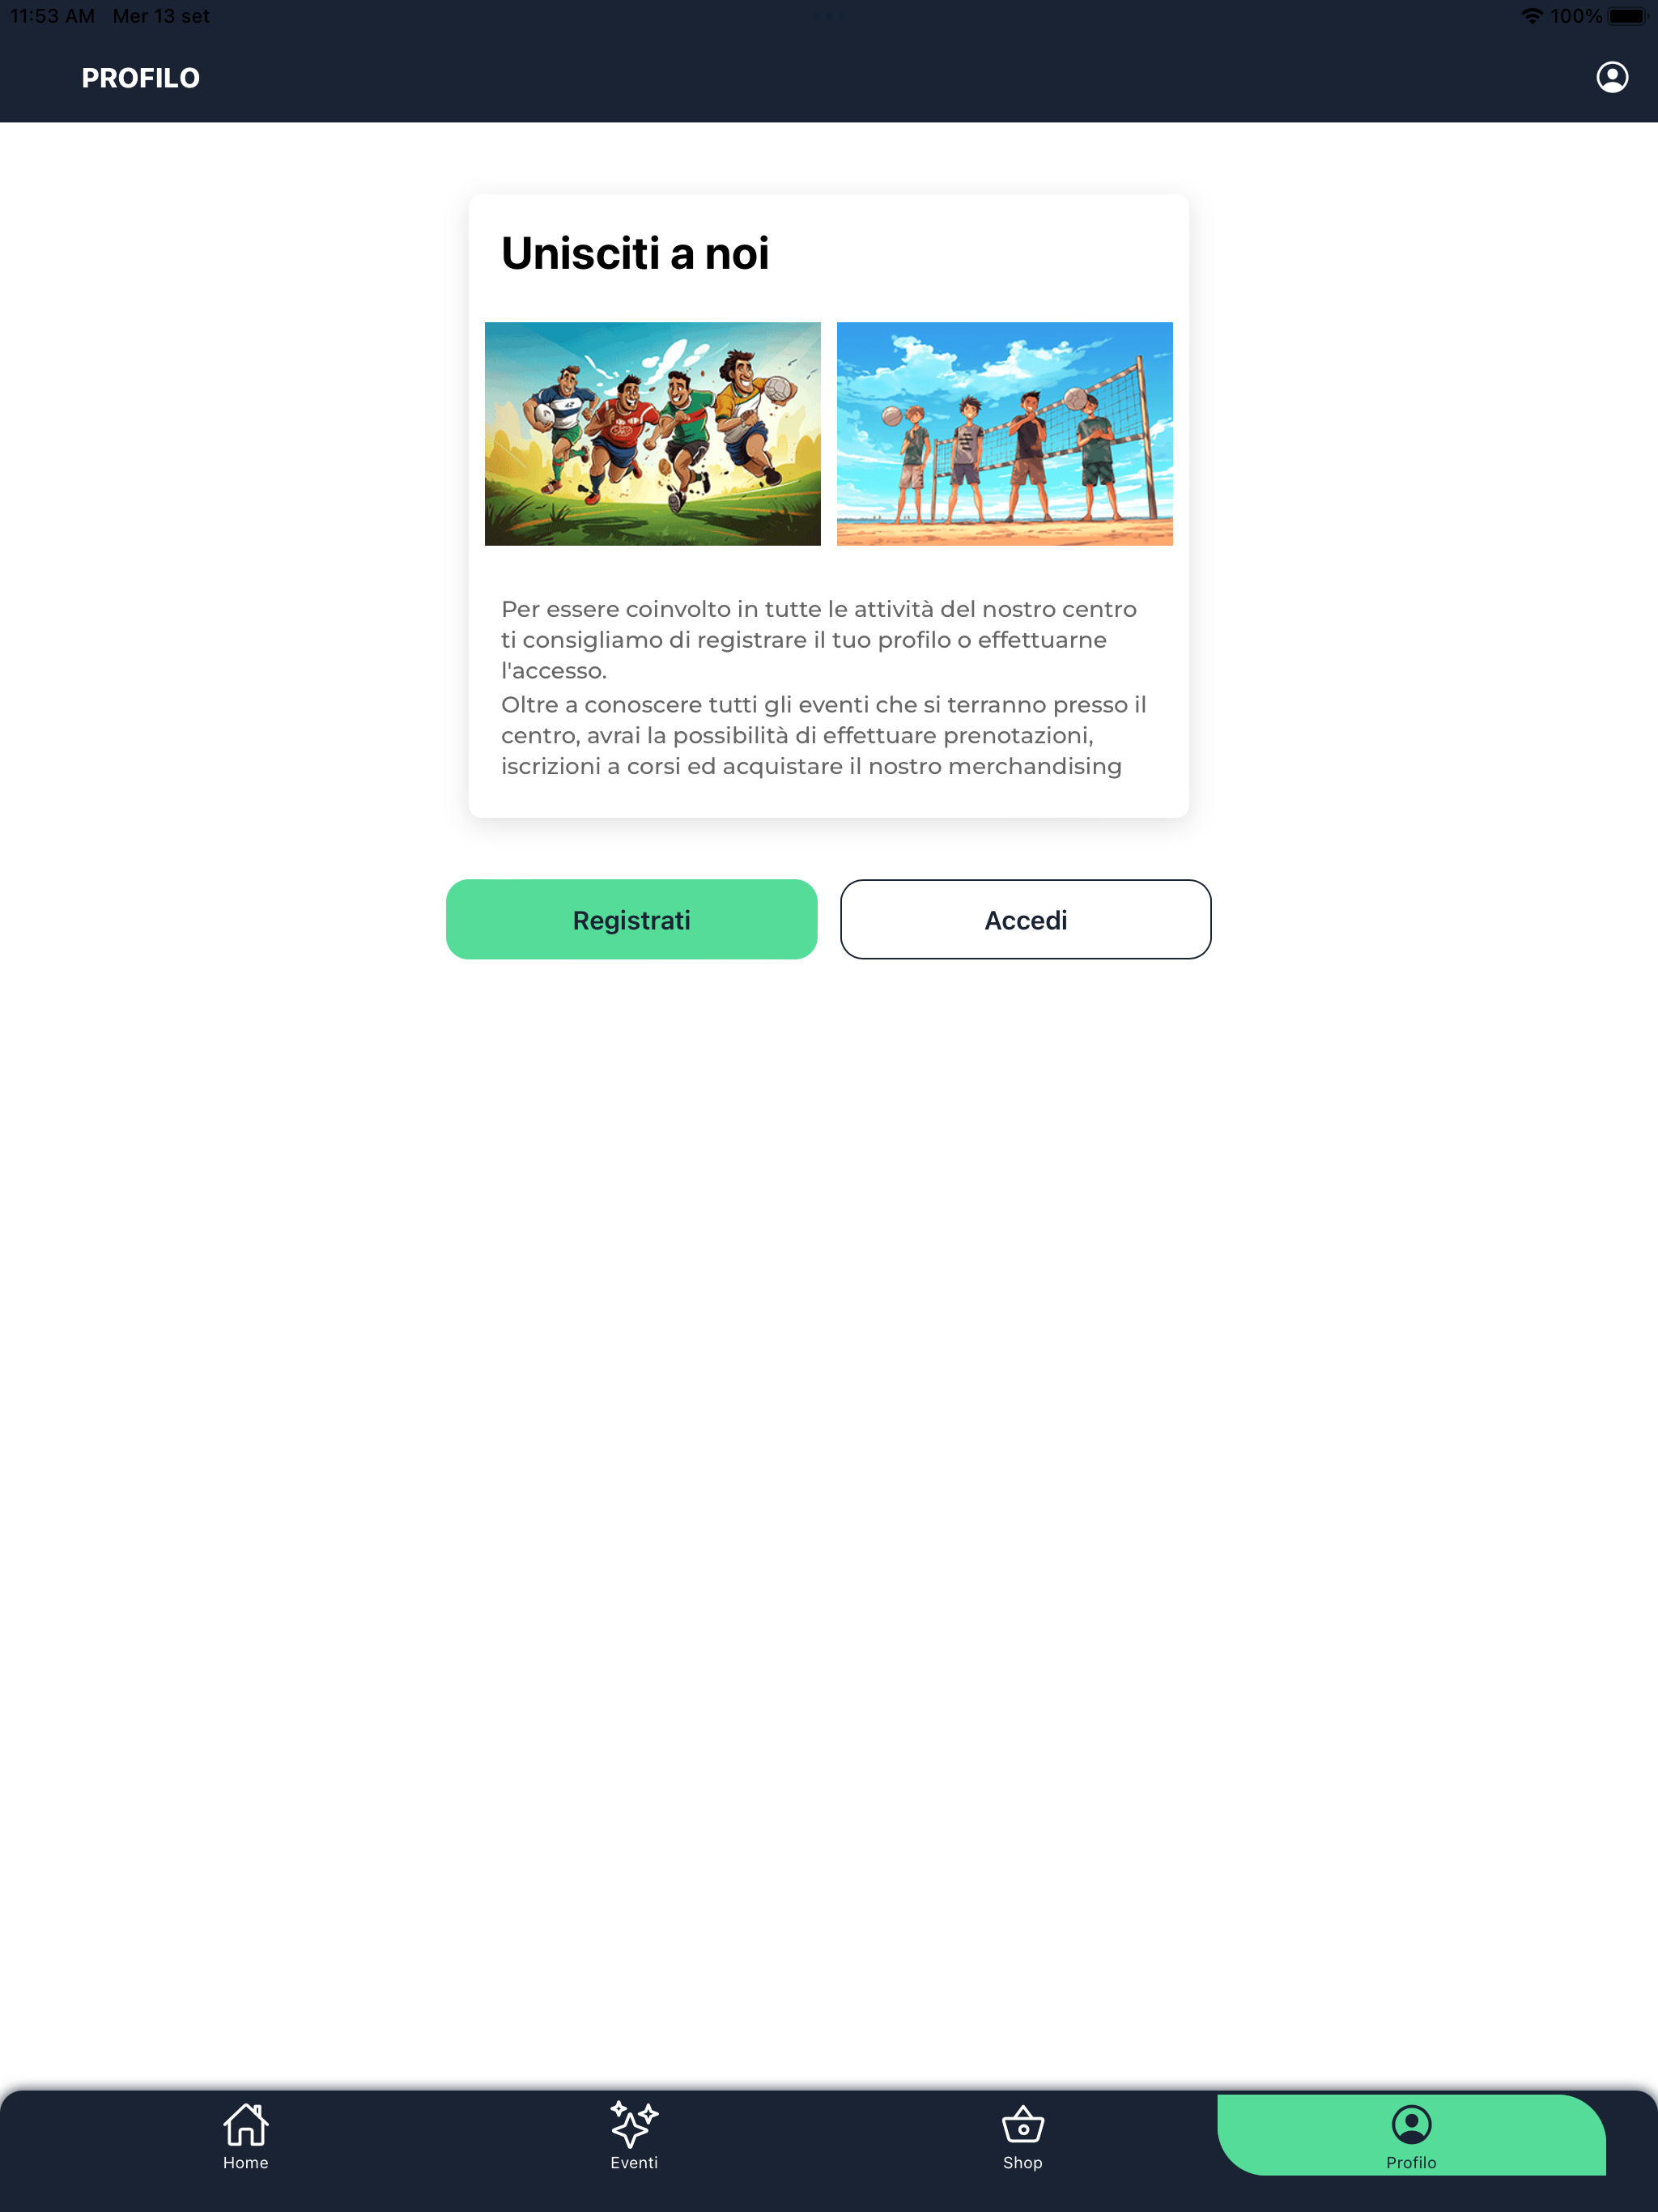 11:53 AM Mer 13 set
100%
PROFILO
Unisciti a noi
Per essere coinvolto in tutte le attività del nostro centro
ti consigliamo di registrare il tuo profilo o effettuarne
l'accesso.
Oltre a conoscere tutti gli eventi che si terranno presso il
centro, avrai la possibilità di effettuare prenotazioni,
iscrizioni a corsi ed acquistare il nostro merchandising
Registrati
Accedi
Home
Eventi
Shop
Profilo